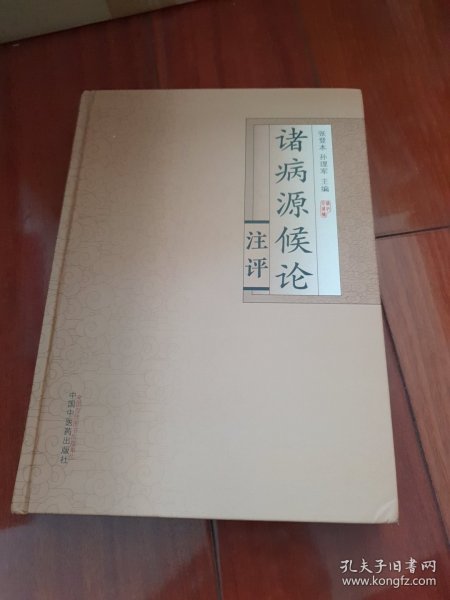 诸病源候论
注评
张登本 孙理军 主编
中国中医药出版社
孔夫子旧书网
www.kongfz.com